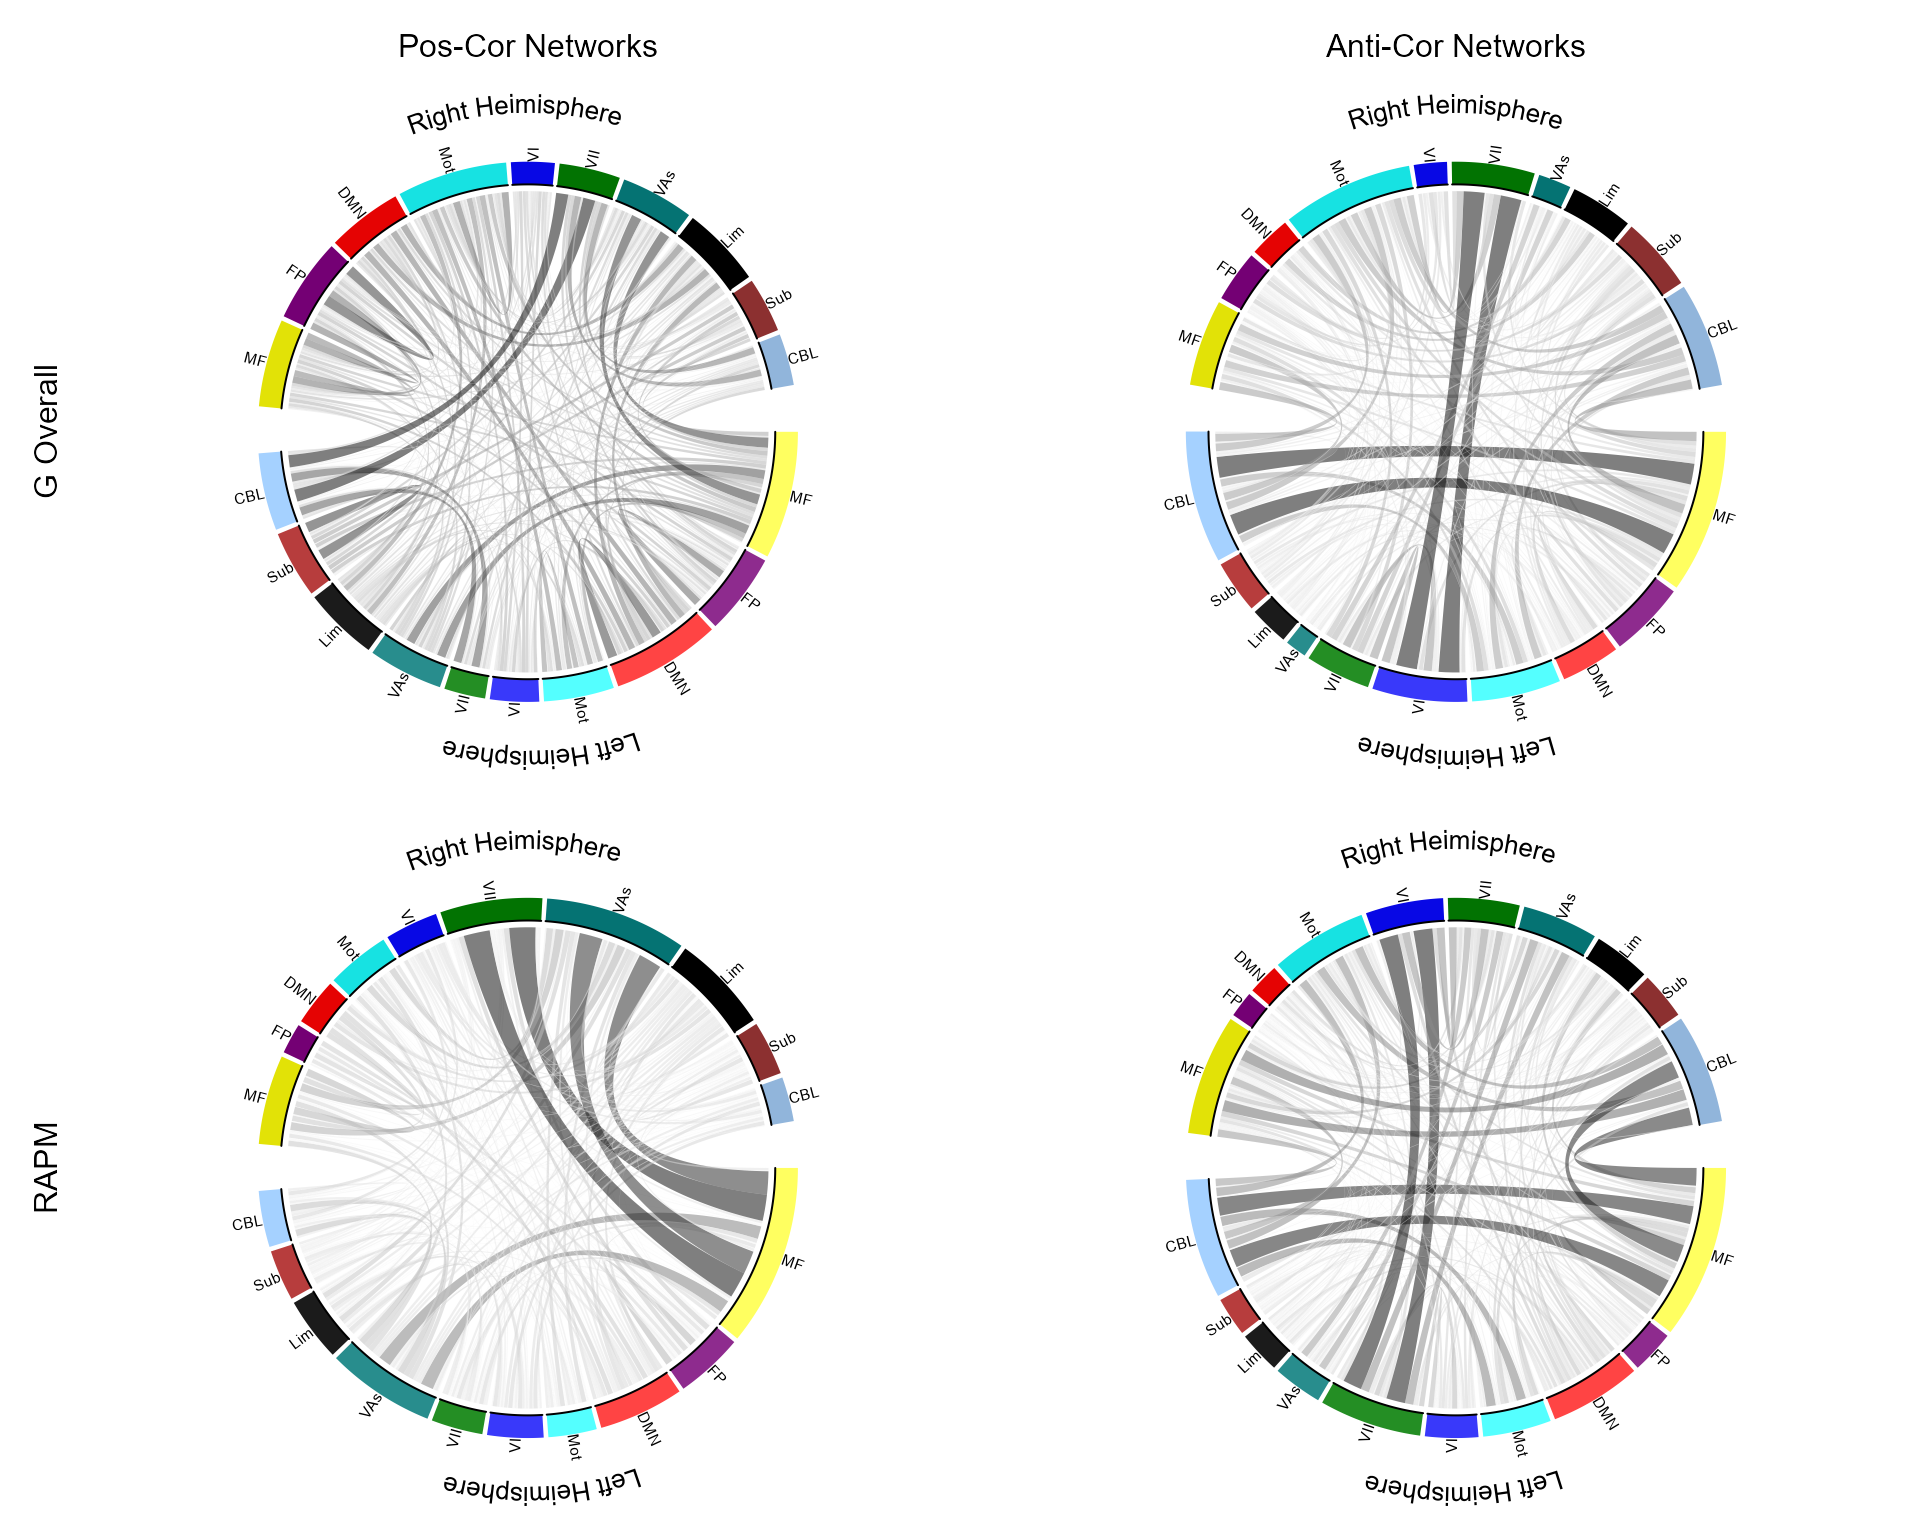 Pos-Cor Networks
Anti-Cor Networks
G Overall
Right Heimisphere
MF
FP
DMN
Mot
VI
VII
VAs
Lim
Sub
CBL
CBL
Sub
Lim
VAs
VII
VI
Mot
DMN
FP
MF
Left Heimisphere
Right Heimisphere
MF
FP
DMN
Mot
VI
VII
VAs
Lim
Sub
CBL
CBL
Sub
Lim
VAs
VII
VI
Mot
DMN
FP
MF
Left Heimisphere
RAPM
Right Heimisphere
MF
FP
DMN
Mot
VI
VII
VAs
Lim
Sub
CBL
CBL
Sub
Lim
VAs
VII
VI
Mot
DMN
FP
MF
Left Heimisphere
Right Heimisphere
MF
FP
DMN
Mot
VI
VII
VAs
Lim
Sub
CBL
CBL
Sub
Lim
VAs
VII
VI
Mot
DMN
FP
MF
Left Heimisphere